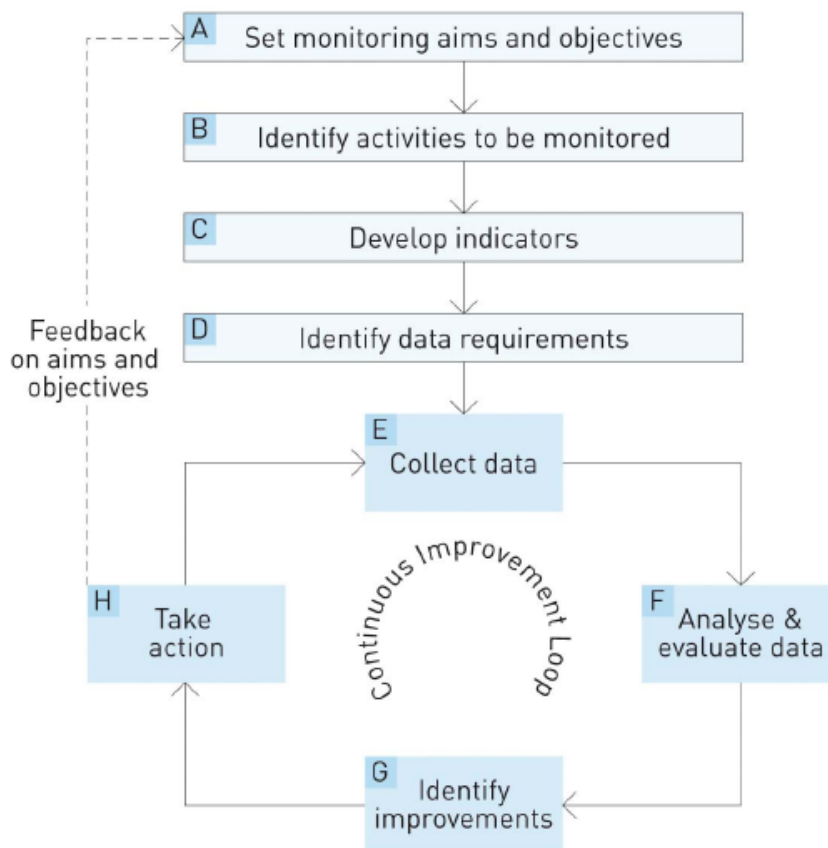 A
Set monitoring aims and objectives
B
Identify activities to be monitored
C
Develop indicators
D
Identify data requirements
Feedback
on aims and
objectives
E
Collect data
Continuous Improvement Loop
H
Take
action
F
Analyse &
evaluate data
G
Identify
improvements